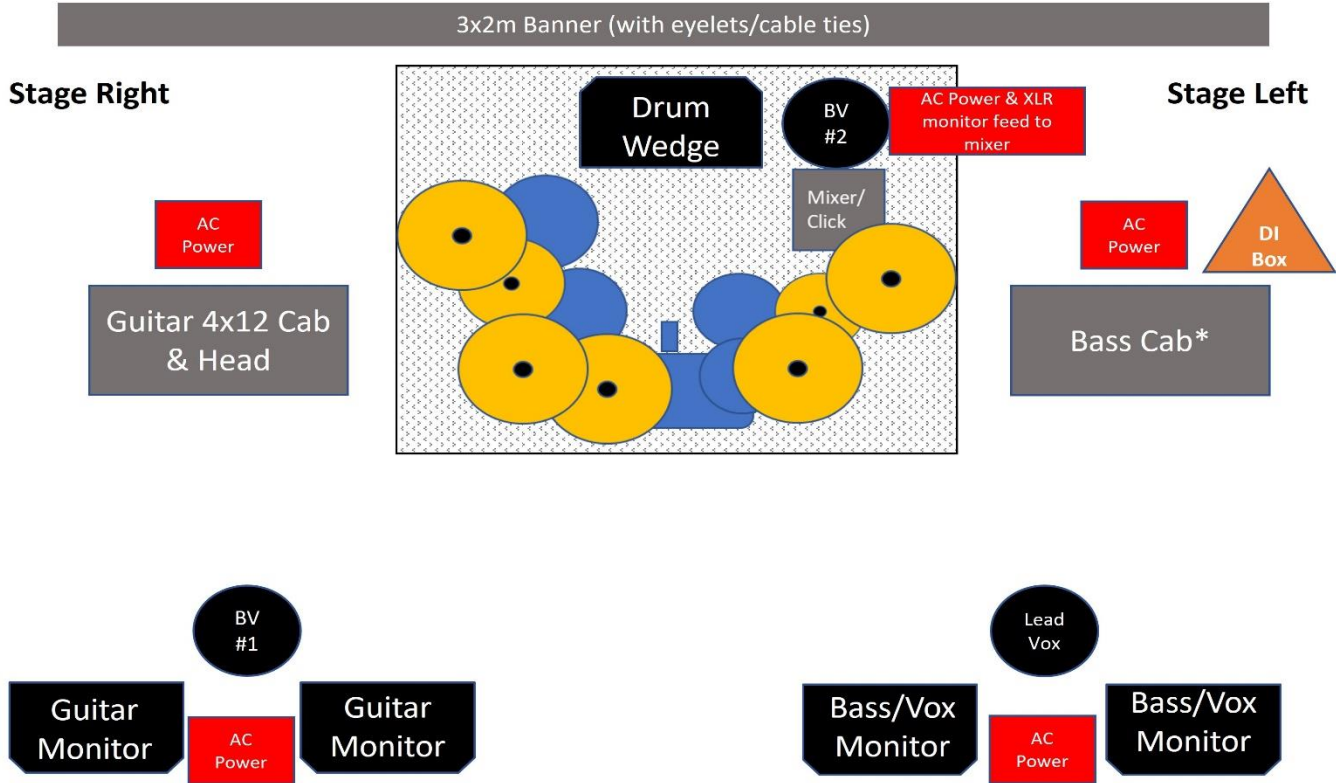 3x2m Banner (with eyelets/cable ties)
Stage Right
Stage Left
Drum
Wedge
BV
#2
AC Power & XLR
monitor feed to
mixer
Mixer/
Click
AC
Power
AC
Power
DI
Box
Guitar 4x12 Cab
& Head
Bass Cab*
BV
#1
Lead
Vox
Guitar
Monitor
AC
Power
Guitar
Monitor
Bass/Vox
Monitor
AC
Power
Bass/Vox
Monitor